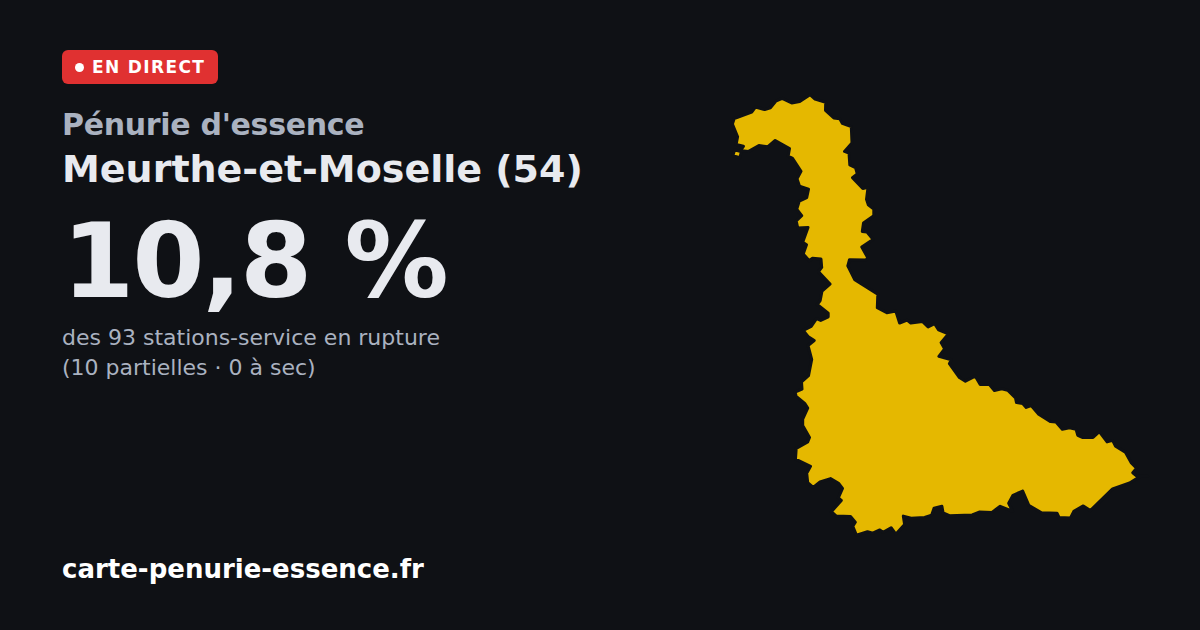 EN DIRECT
Pénurie d'essence
Meurthe-et-Moselle (54)
10,8 %
des 93 stations-service en rupture
(10 partielles · 0 à sec)
carte-penurie-essence.fr